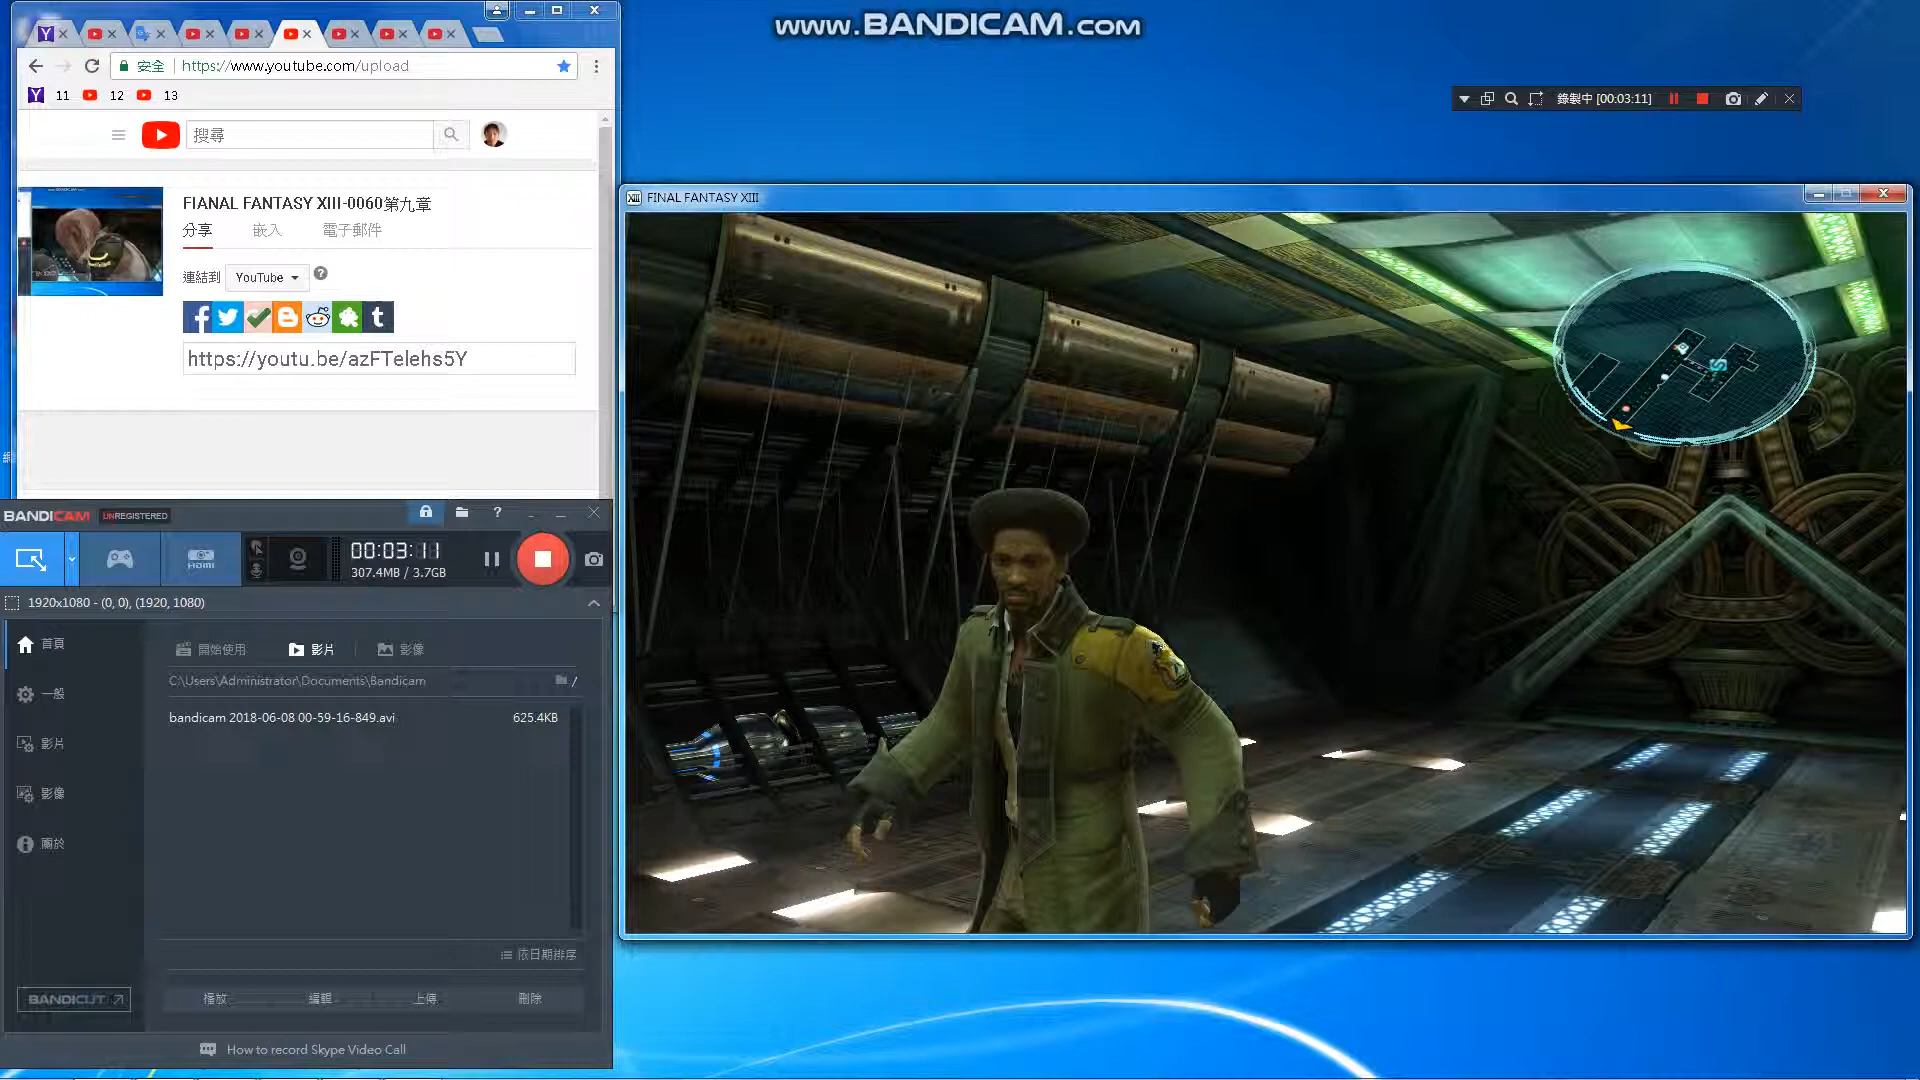 www.BANDICAM.com
安全
https://www.youtube.com/upload
11
12
13
搜尋
FIANAL FANTASY XIII-0060第九章
分享
嵌入
電子郵件
連結到
YouTube
https://youtu.be/azFTelehs5Y
錄製中 [00:03:11]
XIII FINAL FANTASY XIII
BANDICAM UNREGISTERED
HDMI
00:03:11
307.4MB / 3.7GB
1920x1080 - (0, 0), (1920, 1080)
首頁
一般
影片
影像
關於
開始使用
影片
影像
C:\Users\Administrator\Documents\Bandicam
bandicam 2018-06-08 00-59-16-849.avi
625.4KB
依日期排序
BANDICUT
播放
編輯
上傳
刪除
How to record Skype Video Call